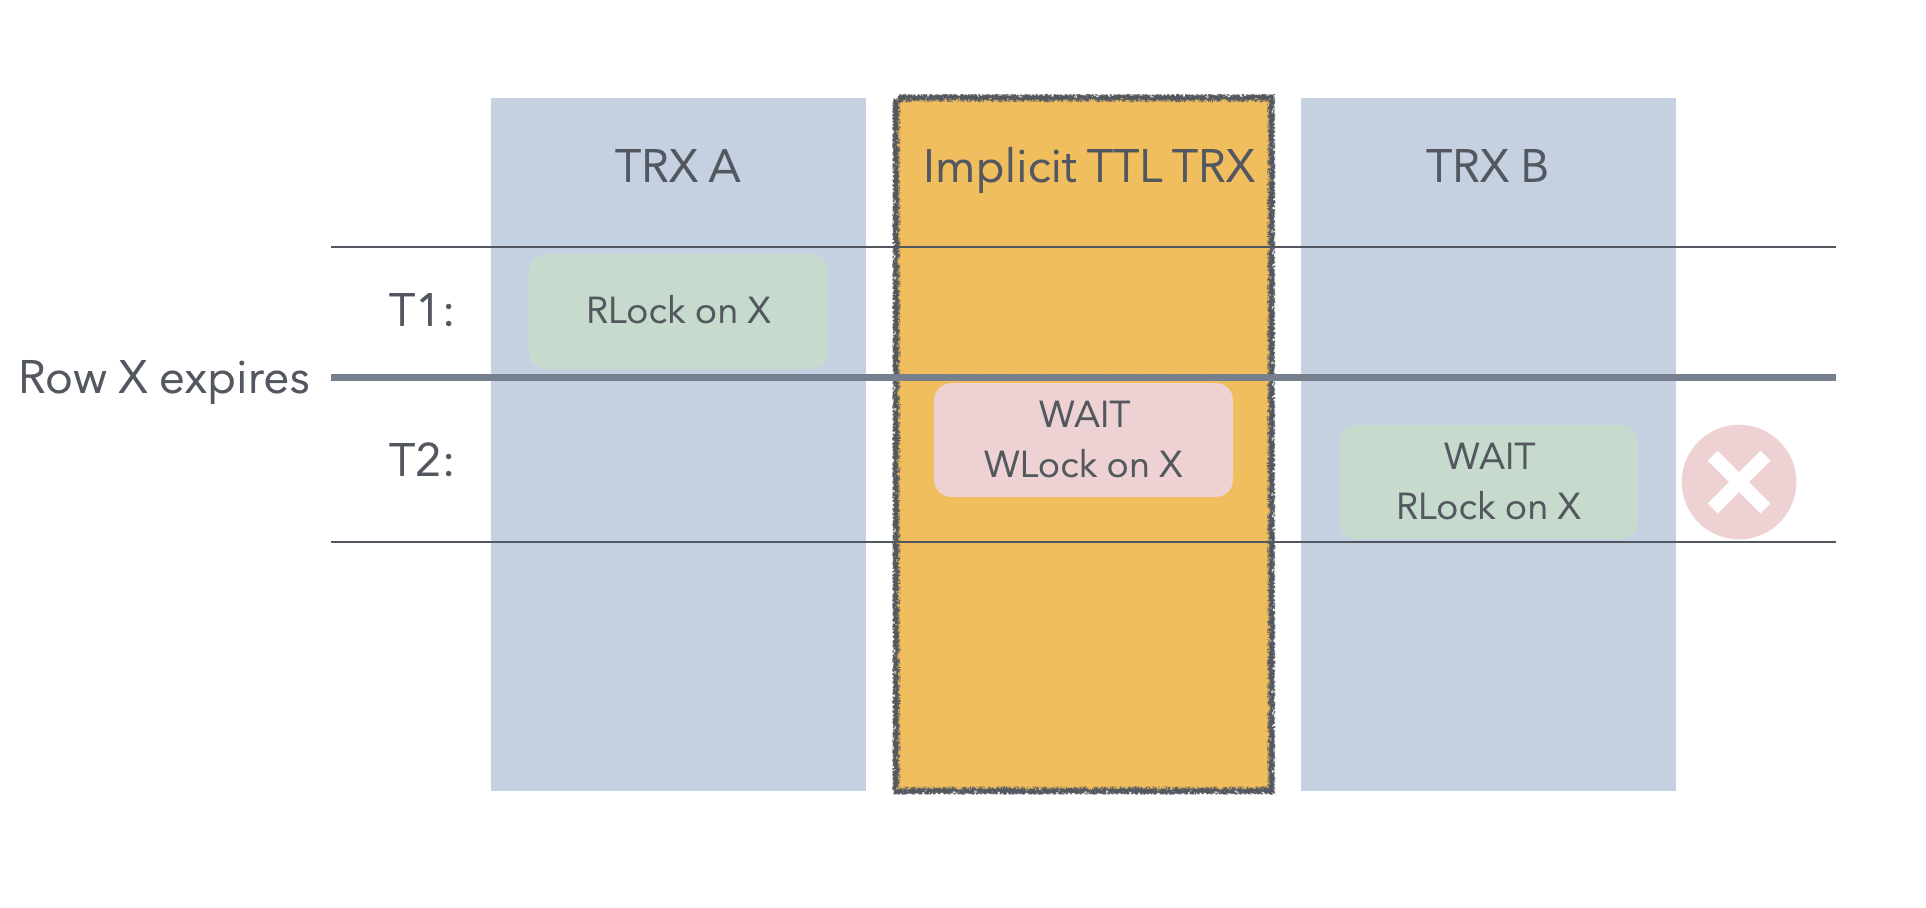 TRX A
Implicit TTL TRX
TRX B
T1:
RLock on X
Row X expires
T2:
WAIT
WLock on X
WAIT
RLock on X